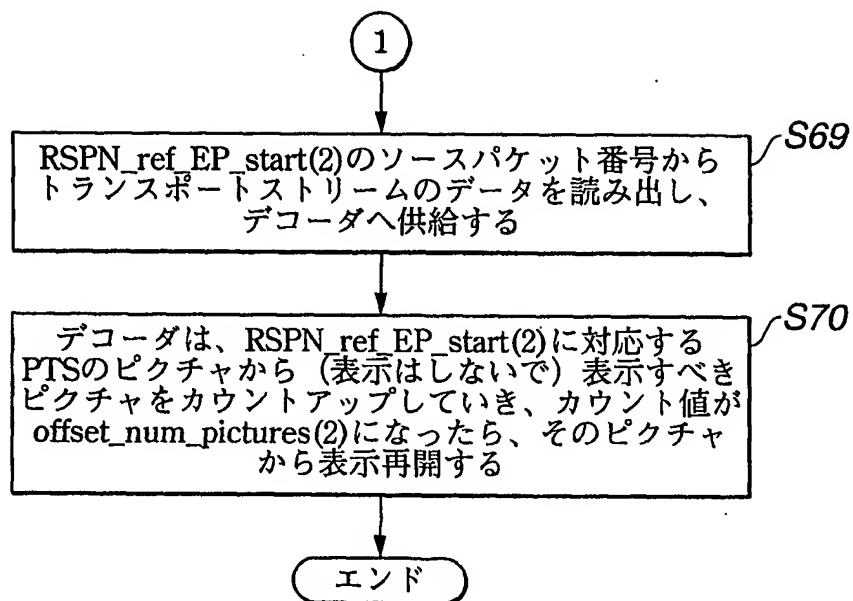 1
RSPN_ref_EP_start(2)のソースパケット番号から
トランスポートストリームのデータを読み出し、
デコーダへ供給する
S69
デコーダは、RSPN_ref_EP_start(2)に対応する
PTSのピクチャから（表示はしないで）表示すべき
ピクチャをカウントアップしていき、カウント値が
offset_num_pictures(2)になったら、そのピクチャ
から表示再開する
S70
エンド